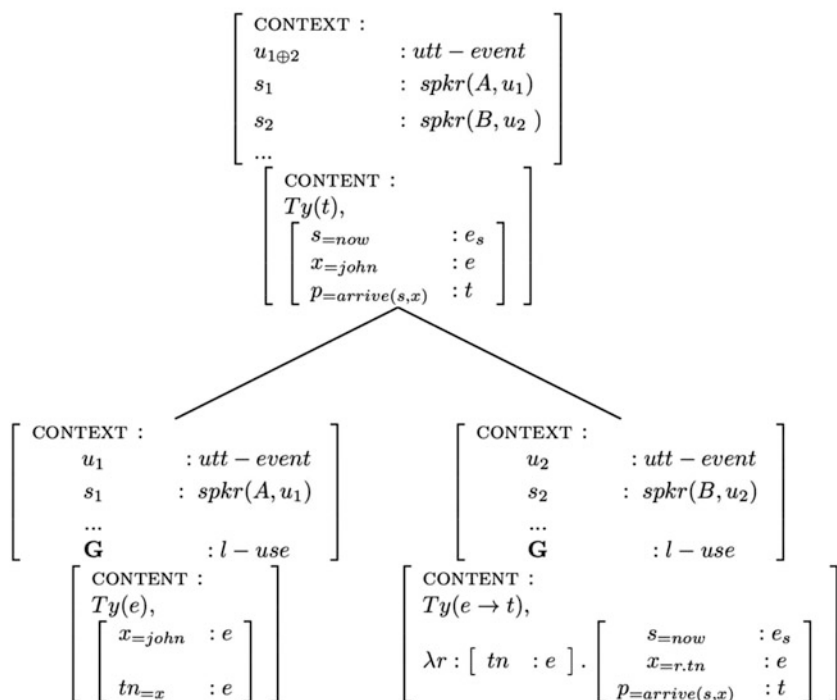 CONTEXT :
u₁⊕₂ : utt − event
s₁ : spkr(A, u₁)
s₂ : spkr(B, u₂ )
...
CONTENT :
Ty(t),
s₌now : eₛ
x₌john : e
p₌arrive(s,x) : t
CONTEXT :
u₁ : utt − event
s₁ : spkr(A, u₁)
...
G : l − use
CONTENT :
Ty(e),
x₌john : e
tn₌x : e
CONTEXT :
u₂ : utt − event
s₂ : spkr(B, u₂)
...
G : l − use
CONTENT :
Ty(e → t),
λr : [ tn : e ] .
s₌now : eₛ
x₌r.tn : e
p₌arrive(s,x) : t